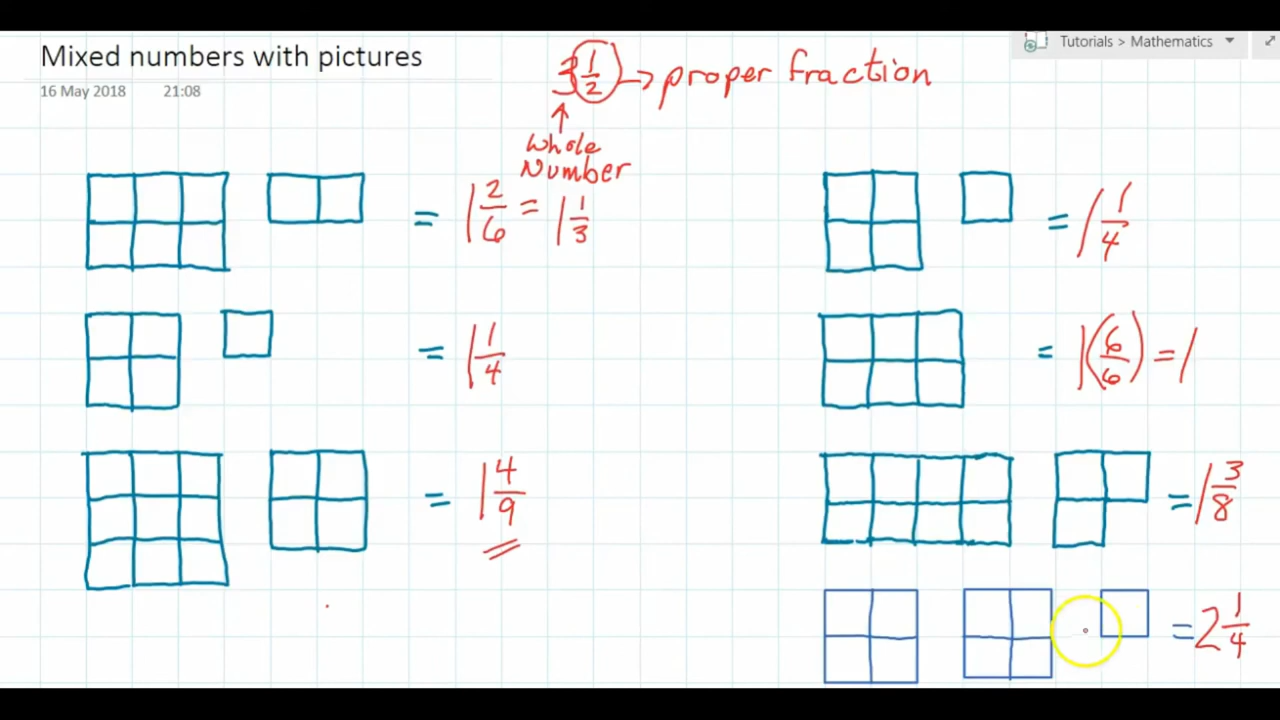 Mixed numbers with pictures
16 May 2018 21:08
Tutorials > Mathematics
3 1/2 → proper fraction
↑
Whole
Number
= 1 2/6 = 1 1/3
= 1 1/4
= 1 1/4
= 1(6/6) = 1
= 1 4/9
= 1 3/8
= 2 1/4